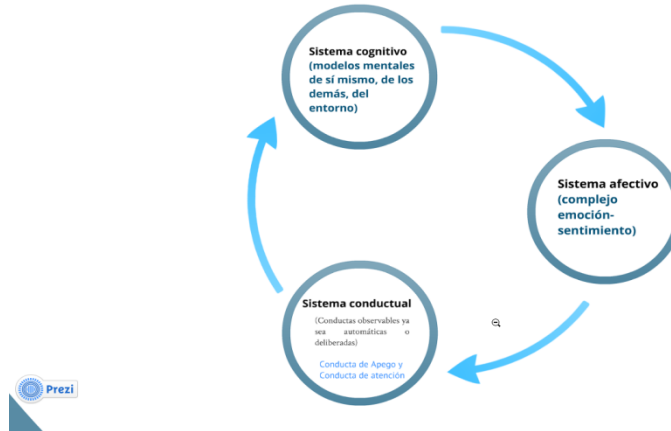 Sistema cognitivo
(modelos mentales
de sí mismo, de los
demás, del
entorno)
Sistema afectivo
(complejo
emoción-
sentimiento)
Sistema conductual
(Conductas observables ya
sea automáticas o
deliberadas)
Conducta de Apego y
Conducta de atención
Prezi